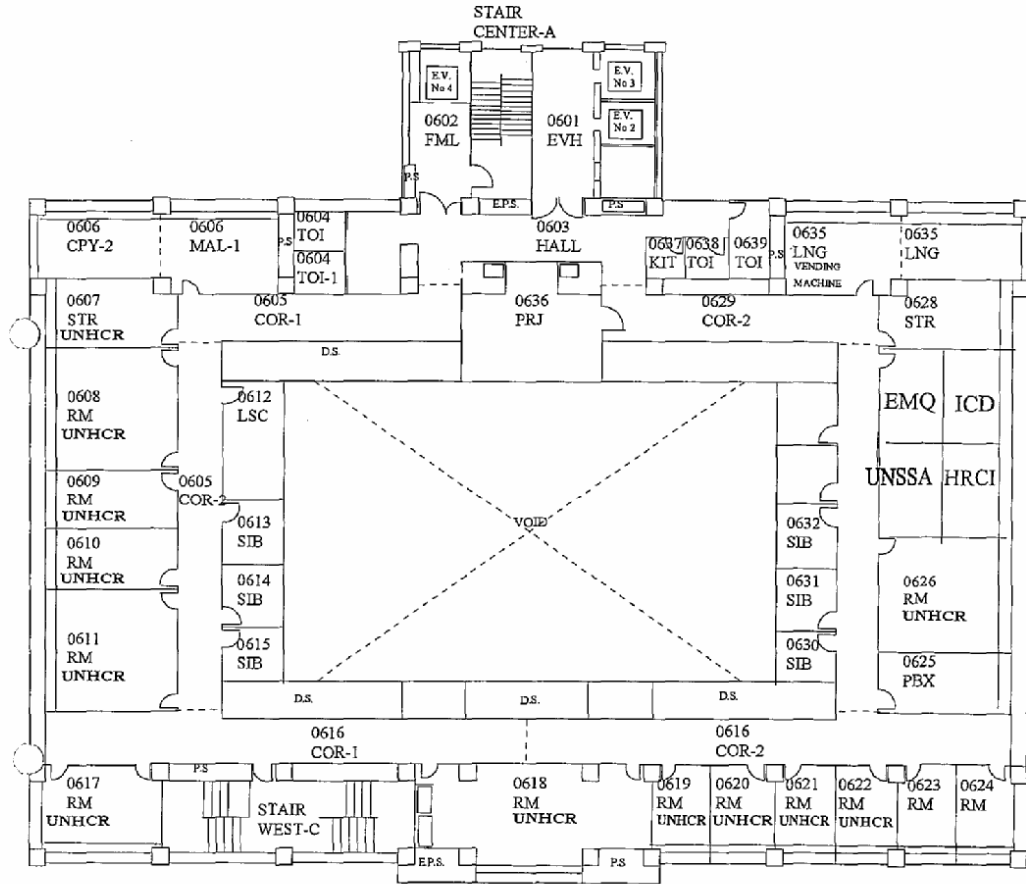 STAIR
CENTER-A
E.V.
No 4
E.V.
No 3
E.V.
No 2
0602
FML
0601
EVH
P.S
E.P.S.
P.S
0606
CPY-2
0606
MAL-1
P.S
0604
TOI
0604
TOI-1
0603
HALL
0637
KIT
0638
TOI
0639
TOI
P.S
0635
LNG
VENDING
MACHINE
0635
LNG
0607
STR
UNHCR
0605
COR-1
0636
PRJ
0629
COR-2
0628
STR
D.S.
0608
RM
UNHCR
0612
LSC
EMQ
ICD
UNSSA
HRCI
0609
RM
UNHCR
0605
COR-2
0613
SIB
VOID
0632
SIB
0610
RM
UNHCR
0614
SIB
0631
SIB
0626
RM
UNHCR
0611
RM
UNHCR
0615
SIB
0630
SIB
0625
PBX
D.S.
D.S.
D.S.
0616
COR-1
0616
COR-2
0617
RM
UNHCR
P.S
STAIR
WEST-C
0618
RM
UNHCR
0619
RM
UNHCR
0620
RM
UNHCR
0621
RM
UNHCR
0622
RM
UNHCR
0623
RM
0624
RM
E.P.S.
P.S